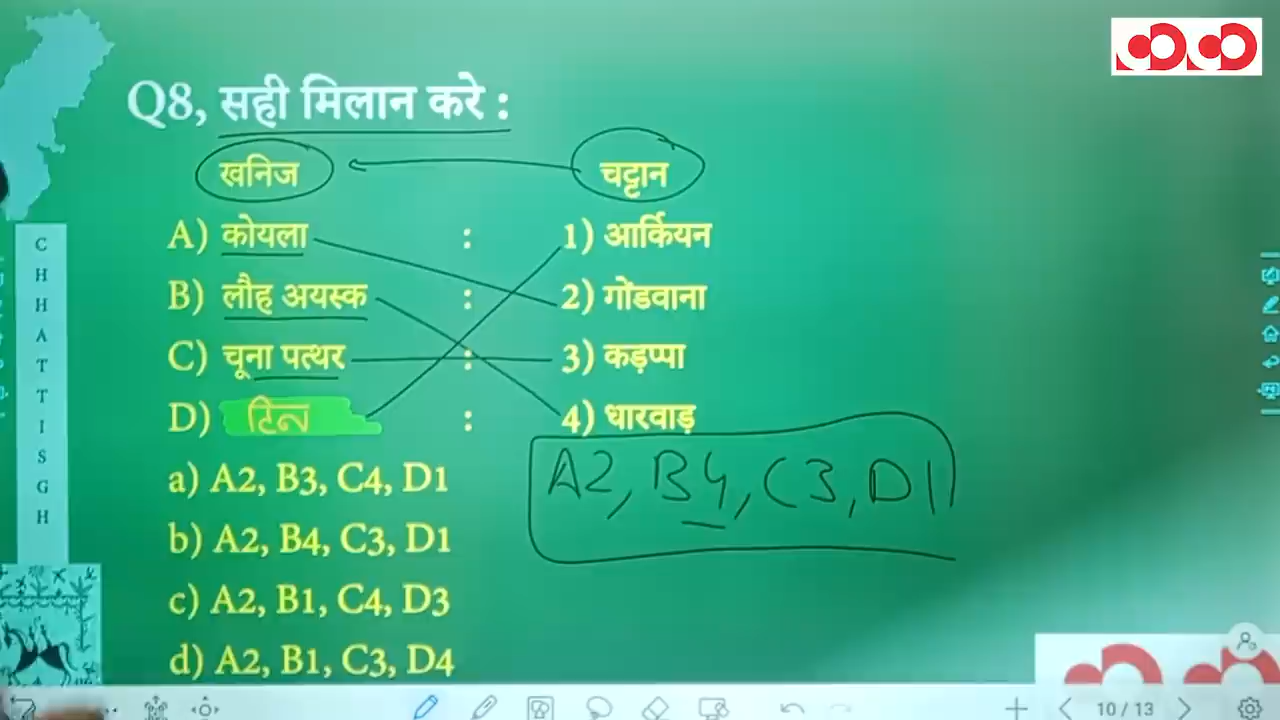 Q8, सही मिलान करे :
खनिज चट्टान
A) कोयला : 1) आर्कियन
B) लौह अयस्क : 2) गोंडवाना
C) चूना पत्थर : 3) कड़प्पा
D) टिन : 4) धारवाड़
a) A2, B3, C4, D1
A2, B4, C3, D1
b) A2, B4, C3, D1
c) A2, B1, C4, D3
d) A2, B1, C3, D4
CHHATTISGH
10 / 13